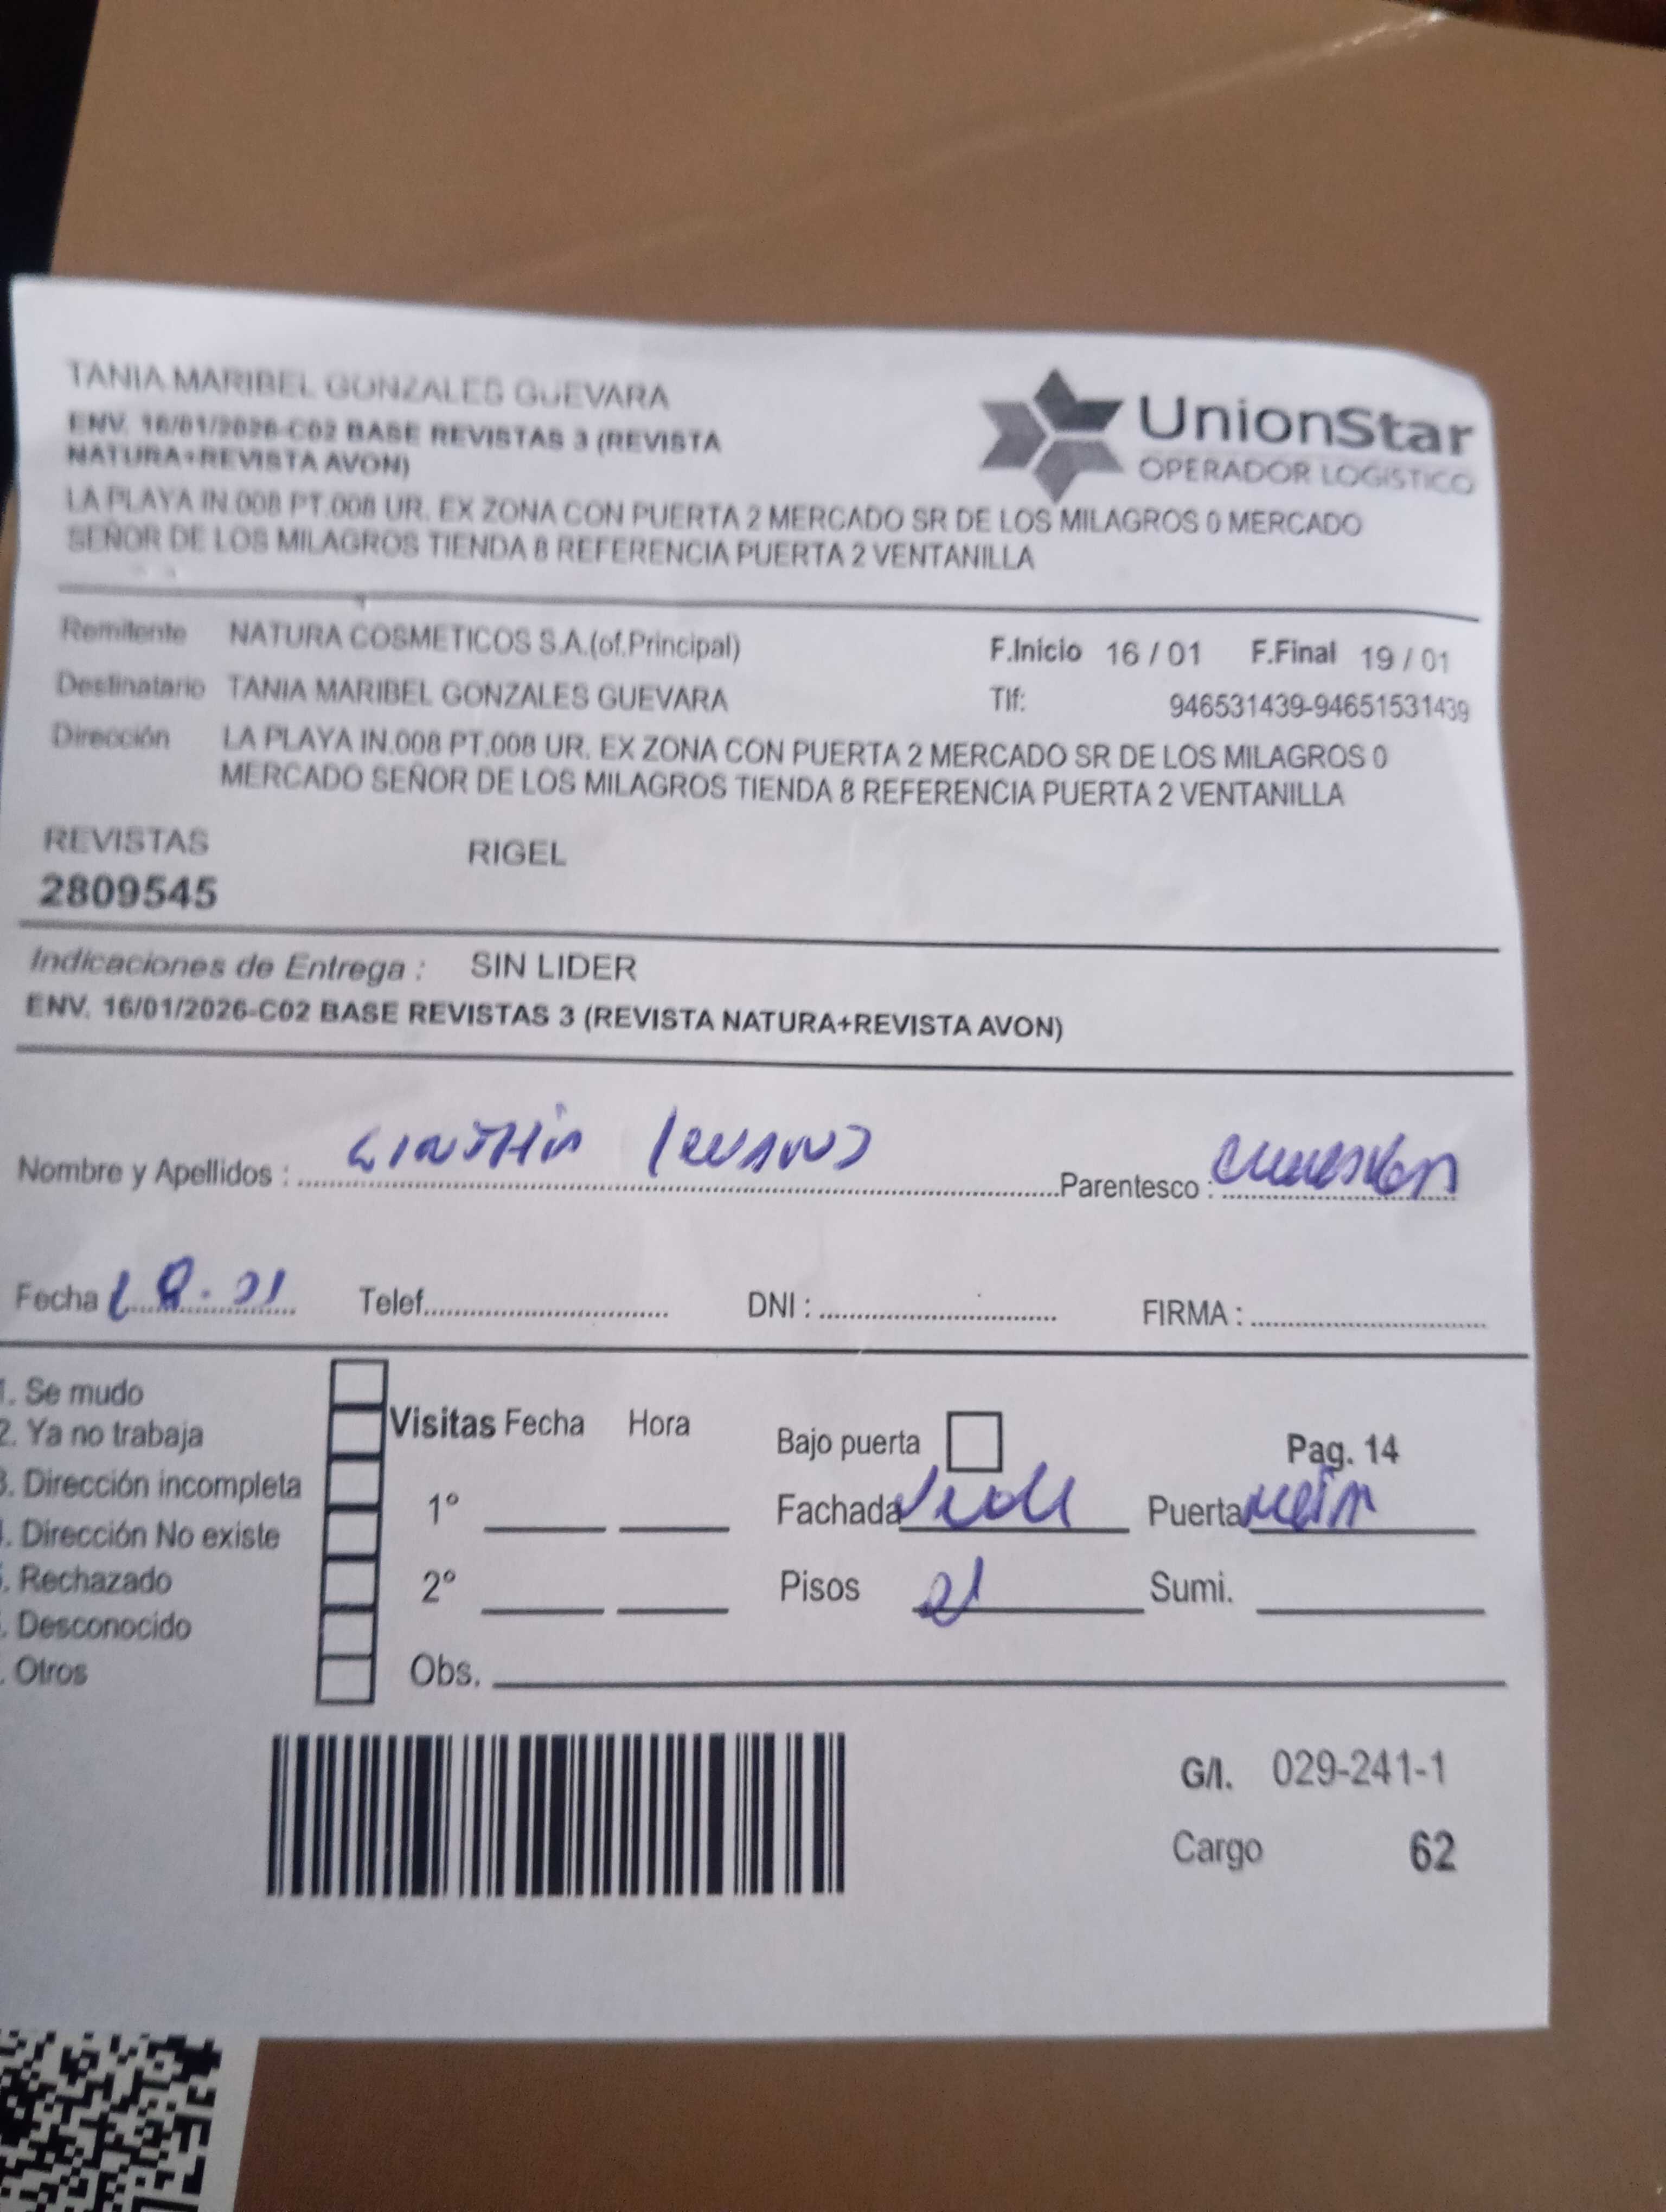 TANIA MARIBEL GONZALES GUEVARA
ENV. 16/01/2026-C02 BASE REVISTAS 3 (REVISTA
NATURA+REVISTA AVON)
UnionStar
OPERADOR LOGÍSTICO
LA PLAYA IN.008 PT.008 UR. EX ZONA CON PUERTA 2 MERCADO SR DE LOS MILAGROS 0 MERCADO
SEÑOR DE LOS MILAGROS TIENDA 8 REFERENCIA PUERTA 2 VENTANILLA
Remitente NATURA COSMETICOS S.A.(of.Principal) F.Inicio 16 / 01 F.Final 19 / 01
Destinatario TANIA MARIBEL GONZALES GUEVARA Tlf: 946531439-94651531439
Dirección LA PLAYA IN.008 PT.008 UR. EX ZONA CON PUERTA 2 MERCADO SR DE LOS MILAGROS 0
MERCADO SEÑOR DE LOS MILAGROS TIENDA 8 REFERENCIA PUERTA 2 VENTANILLA
REVISTAS RIGEL
2809545
Indicaciones de Entrega : SIN LIDER
ENV. 16/01/2026-C02 BASE REVISTAS 3 (REVISTA NATURA+REVISTA AVON)
Nombre y Apellidos : Parentesco :
Fecha Telef. DNI : FIRMA :
1. Se mudo
2. Ya no trabaja
3. Dirección incompleta
. Dirección No existe
. Rechazado
. Desconocido
. Otros
Visitas Fecha Hora
1°
2°
Obs.
Bajo puerta Pag. 14
Fachada Puerta
Pisos Sumi.
G/I. 029-241-1
Cargo 62